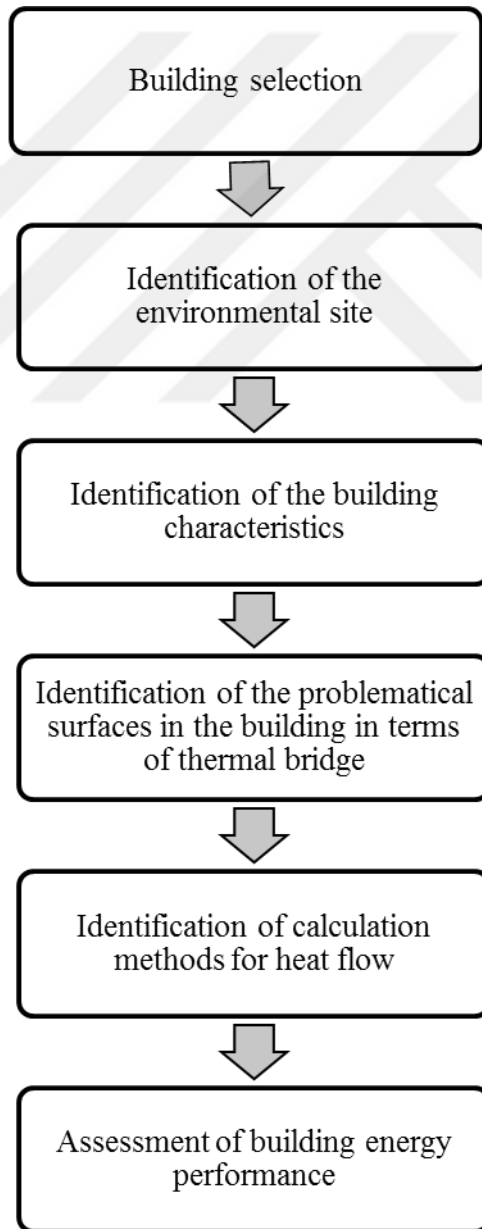 Building selection
Identification of the
environmental site
Identification of the building
characteristics
Identification of the problematical
surfaces in the building in terms
of thermal bridge
Identification of calculation
methods for heat flow
Assessment of building energy
performance